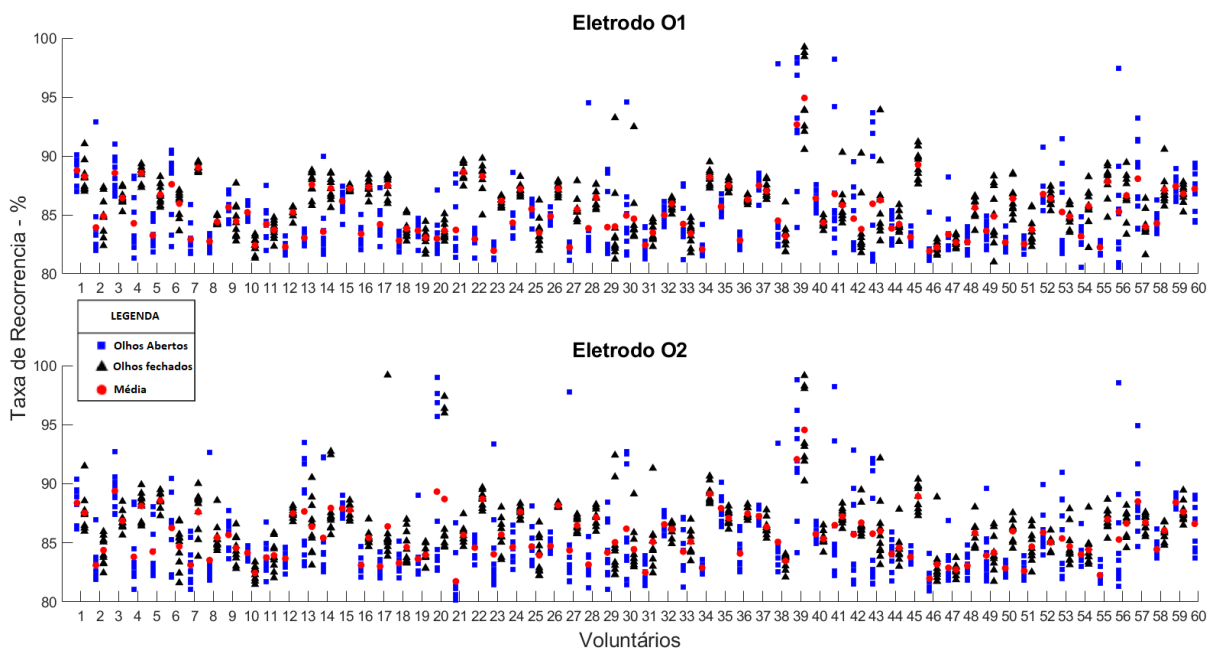 Eletrodo O1
100
95
90
85
80
1 2 3 4 5 6 7 8 9 10 11 12 13 14 15 16 17 18 19 20 21 22 23 24 25 26 27 28 29 30 31 32 33 34 35 36 37 38 39 40 41 42 43 44 45 46 47 48 49 50 51 52 53 54 55 56 57 58 59 60
Taxa de Recorrencia - %
LEGENDA
Olhos Abertos
Olhos fechados
Média
Eletrodo O2
100
95
90
85
80
1 2 3 4 5 6 7 8 9 10 11 12 13 14 15 16 17 18 19 20 21 22 23 24 25 26 27 28 29 30 31 32 33 34 35 36 37 38 39 40 41 42 43 44 45 46 47 48 49 50 51 52 53 54 55 56 57 58 59 60
Voluntários